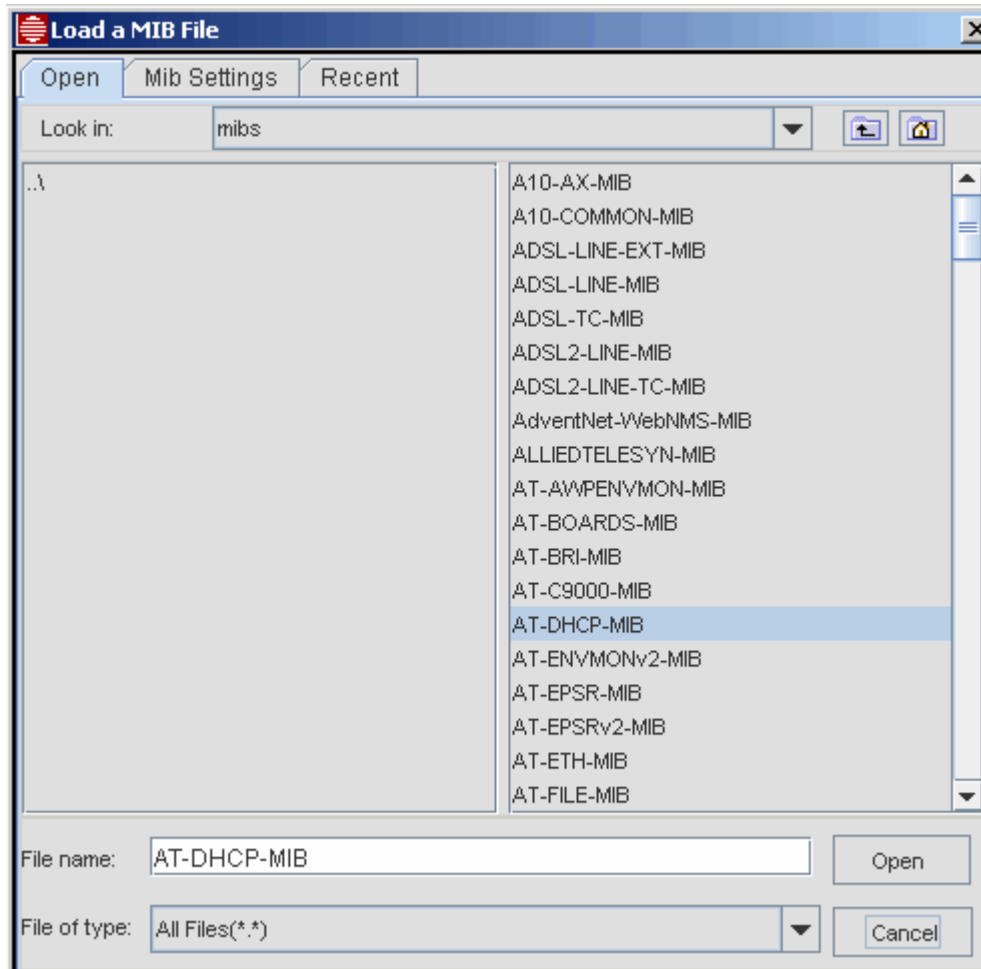 Load a MIB File
Open Mib Settings Recent
Look in: mibs
..\
A10-AX-MIB
A10-COMMON-MIB
ADSL-LINE-EXT-MIB
ADSL-LINE-MIB
ADSL-TC-MIB
ADSL2-LINE-MIB
ADSL2-LINE-TC-MIB
AdventNet-WebNMS-MIB
ALLIEDTELESYN-MIB
AT-AWPENVMON-MIB
AT-BOARDS-MIB
AT-BRI-MIB
AT-C9000-MIB
AT-DHCP-MIB
AT-ENVMONv2-MIB
AT-EPSR-MIB
AT-EPSRv2-MIB
AT-ETH-MIB
AT-FILE-MIB
File name: AT-DHCP-MIB Open
File of type: All Files(*.*) Cancel